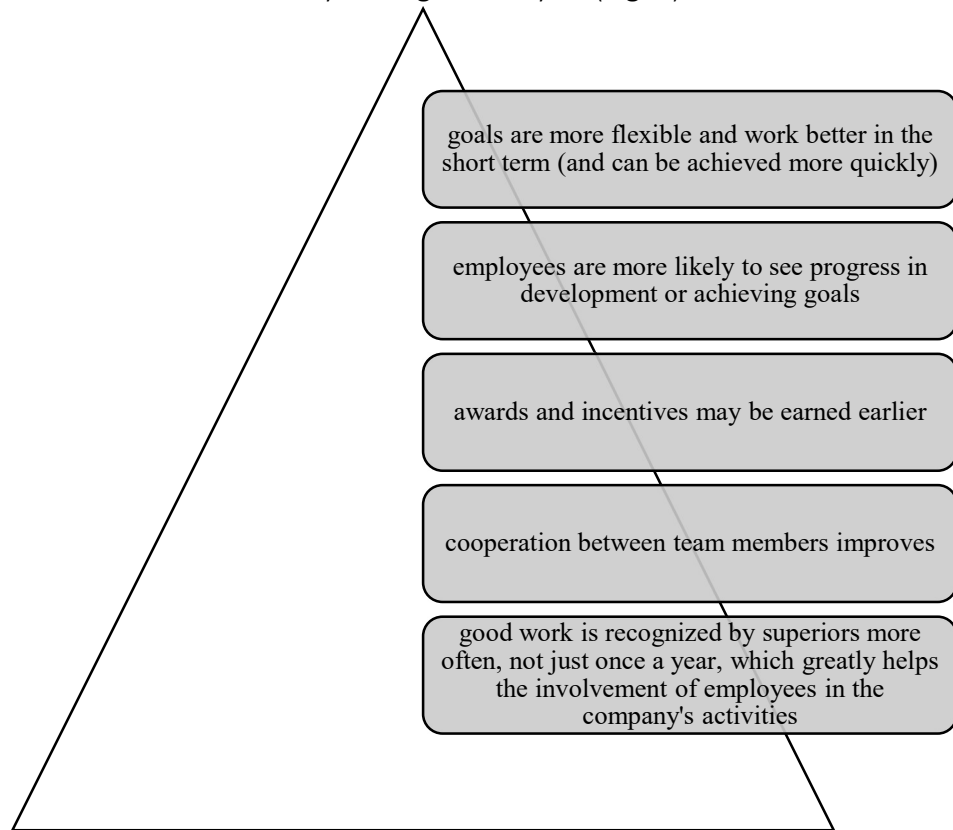 goals are more flexible and work better in the
short term (and can be achieved more quickly)
employees are more likely to see progress in
development or achieving goals
awards and incentives may be earned earlier
cooperation between team members improves
good work is recognized by superiors more
often, not just once a year, which greatly helps
the involvement of employees in the
company's activities